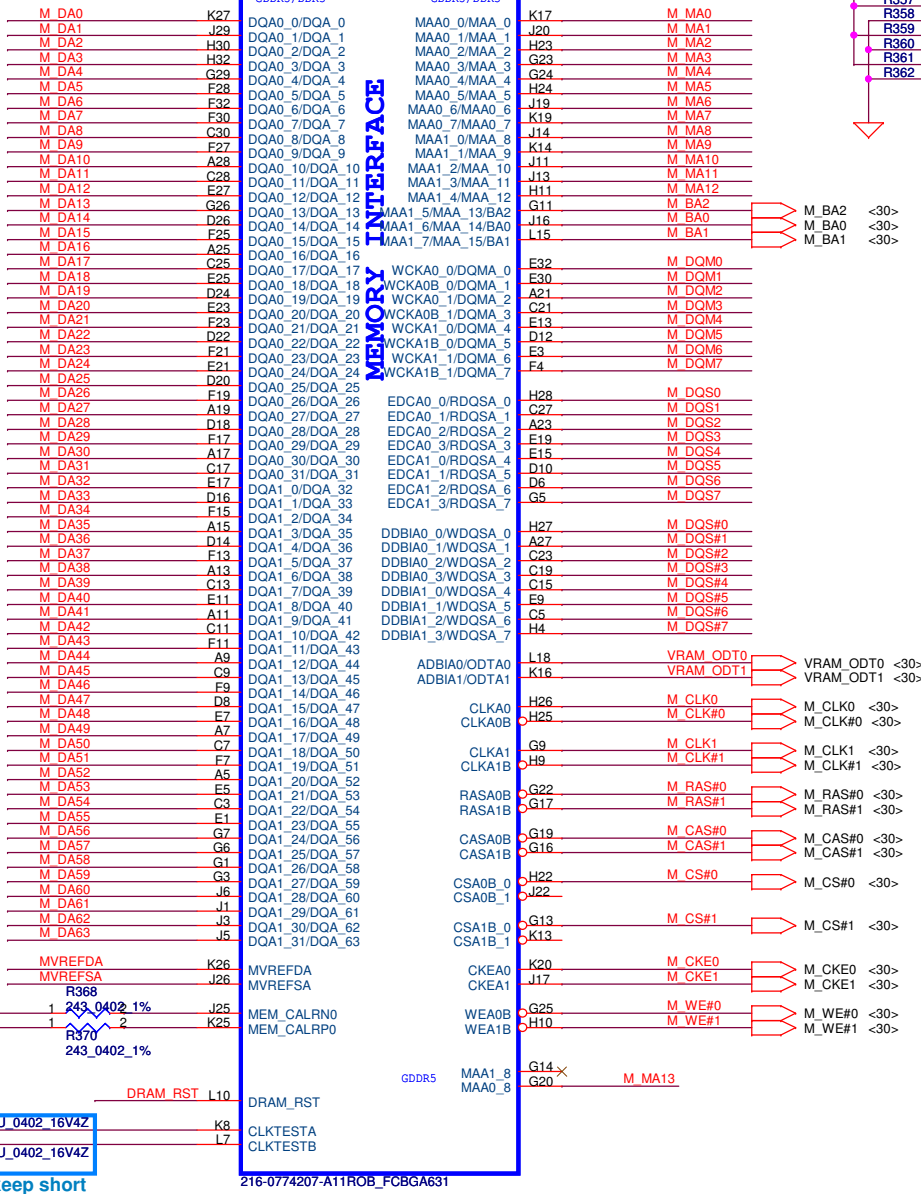 GDDR5/DDR3 GDDR5/DDR3 R357
M_DA0 K27 DQA0_0/DQA_0 MAA0_0/MAA_0 K17 M_MA0 R358
M_DA1 J29 DQA0_1/DQA_1 MAA0_1/MAA_1 J20 M_MA1 R359
M_DA2 H30 DQA0_2/DQA_2 MAA0_2/MAA_2 H23 M_MA2 R360
M_DA3 H32 DQA0_3/DQA_3 MAA0_3/MAA_3 G23 M_MA3 R361
M_DA4 G29 DQA0_4/DQA_4 MAA0_4/MAA_4 G24 M_MA4 R362
M_DA5 F28 DQA0_5/DQA_5 MAA0_5/MAA_5 H24 M_MA5
M_DA6 F32 DQA0_6/DQA_6 MAA0_6/MAA_6 J19 M_MA6
M_DA7 F30 DQA0_7/DQA_7 MAA0_7/MAA_7 K19 M_MA7
M_DA8 C30 DQA0_8/DQA_8 MAA1_0/MAA_8 J14 M_MA8
M_DA9 F27 DQA0_9/DQA_9 MAA1_1/MAA_9 K14 M_MA9
M_DA10 A28 DQA0_10/DQA_10 MAA1_2/MAA_10 J11 M_MA10
M_DA11 C28 DQA0_11/DQA_11 MAA1_3/MAA_11 J13 M_MA11
M_DA12 E27 DQA0_12/DQA_12 MAA1_4/MAA_12 H11 M_MA12
M_DA13 G26 DQA0_13/DQA_13 MAA1_5/MAA_13/BA2 G11 M_BA2 M_BA2 <30>
M_DA14 D26 DQA0_14/DQA_14 MAA1_6/MAA_14/BA0 J16 M_BA0 M_BA0 <30>
M_DA15 F25 DQA0_15/DQA_15 MAA1_7/MAA_15/BA1 L15 M_BA1 M_BA1 <30>
M_DA16 A25 DQA0_16/DQA_16
M_DA17 C25 DQA0_17/DQA_17 WCKA0_0/DQMA_0 E32 M_DQM0
M_DA18 E25 DQA0_18/DQA_18 WCKA0B_0/DQMA_1 E30 M_DQM1
M_DA19 D24 DQA0_19/DQA_19 WCKA0_1/DQMA_2 A21 M_DQM2
M_DA20 E23 DQA0_20/DQA_20 WCKA0B_1/DQMA_3 C21 M_DQM3
M_DA21 F23 DQA0_21/DQA_21 WCKA1_0/DQMA_4 E13 M_DQM4
M_DA22 D22 DQA0_22/DQA_22 WCKA1B_0/DQMA_5 D12 M_DQM5
M_DA23 F21 DQA0_23/DQA_23 WCKA1_1/DQMA_6 E3 M_DQM6
M_DA24 E21 DQA0_24/DQA_24 WCKA1B_1/DQMA_7 F4 M_DQM7
MEMORY INTERFACE
M_DA25 D20 DQA0_25/DQA_25
M_DA26 F19 DQA0_26/DQA_26 EDCA0_0/RDQSA_0 H28 M_DQS0
M_DA27 A19 DQA0_27/DQA_27 EDCA0_1/RDQSA_1 C27 M_DQS1
M_DA28 D18 DQA0_28/DQA_28 EDCA0_2/RDQSA_2 A23 M_DQS2
M_DA29 F17 DQA0_29/DQA_29 EDCA0_3/RDQSA_3 E19 M_DQS3
M_DA30 A17 DQA0_30/DQA_30 EDCA1_0/RDQSA_4 E15 M_DQS4
M_DA31 C17 DQA0_31/DQA_31 EDCA1_1/RDQSA_5 D10 M_DQS5
M_DA32 E17 DQA1_0/DQA_32 EDCA1_2/RDQSA_6 D6 M_DQS6
M_DA33 D16 DQA1_1/DQA_33 EDCA1_3/RDQSA_7 G5 M_DQS7
M_DA34 F15 DQA1_2/DQA_34
M_DA35 A15 DQA1_3/DQA_35 DDBIA0_0/WDQSA_0 H27 M_DQS#0
M_DA36 D14 DQA1_4/DQA_36 DDBIA0_1/WDQSA_1 A27 M_DQS#1
M_DA37 F13 DQA1_5/DQA_37 DDBIA0_2/WDQSA_2 C23 M_DQS#2
M_DA38 A13 DQA1_6/DQA_38 DDBIA0_3/WDQSA_3 C19 M_DQS#3
M_DA39 C13 DQA1_7/DQA_39 DDBIA1_0/WDQSA_4 C15 M_DQS#4
M_DA40 E11 DQA1_8/DQA_40 DDBIA1_1/WDQSA_5 E9 M_DQS#5
M_DA41 A11 DQA1_9/DQA_41 DDBIA1_2/WDQSA_6 C5 M_DQS#6
M_DA42 C11 DQA1_10/DQA_42 DDBIA1_3/WDQSA_7 H4 M_DQS#7
M_DA43 F11 DQA1_11/DQA_43
M_DA44 A9 DQA1_12/DQA_44 ADBIA0/ODTA0 L18 VRAM_ODT0 VRAM_ODT0 <30>
M_DA45 C9 DQA1_13/DQA_45 ADBIA1/ODTA1 K16 VRAM_ODT1 VRAM_ODT1 <30>
M_DA46 F9 DQA1_14/DQA_46
M_DA47 D8 DQA1_15/DQA_47 CLKA0 H26 M_CLK0 M_CLK0 <30>
M_DA48 E7 DQA1_16/DQA_48 CLKA0B H25 M_CLK#0 M_CLK#0 <30>
M_DA49 A7 DQA1_17/DQA_49
M_DA50 C7 DQA1_18/DQA_50 CLKA1 G9 M_CLK1 M_CLK1 <30>
M_DA51 F7 DQA1_19/DQA_51 CLKA1B H9 M_CLK#1 M_CLK#1 <30>
M_DA52 A5 DQA1_20/DQA_52
M_DA53 E5 DQA1_21/DQA_53 RASA0B G22 M_RAS#0 M_RAS#0 <30>
M_DA54 C3 DQA1_22/DQA_54 RASA1B G17 M_RAS#1 M_RAS#1 <30>
M_DA55 E1 DQA1_23/DQA_55
M_DA56 G7 DQA1_24/DQA_56 CASA0B G19 M_CAS#0 M_CAS#0 <30>
M_DA57 G6 DQA1_25/DQA_57 CASA1B G16 M_CAS#1 M_CAS#1 <30>
M_DA58 G1 DQA1_26/DQA_58
M_DA59 G3 DQA1_27/DQA_59 CSA0B_0 H22 M_CS#0 M_CS#0 <30>
M_DA60 J6 DQA1_28/DQA_60 CSA0B_1 J22
M_DA61 J1 DQA1_29/DQA_61
M_DA62 J3 DQA1_30/DQA_62 CSA1B_0 G13 M_CS#1 M_CS#1 <30>
M_DA63 J5 DQA1_31/DQA_63 CSA1B_1 K13
MVREFDA K26 MVREFDA CKEA0 K20 M_CKE0 M_CKE0 <30>
MVREFSA J26 MVREFSA CKEA1 J17 M_CKE1 M_CKE1 <30>
R368
1 243_0402_1% 2 J25 MEM_CALRN0 WEA0B G25 M_WE#0 M_WE#0 <30>
1 2 K25 MEM_CALRP0 WEA1B H10 M_WE#1 M_WE#1 <30>
R370
243_0402_1%
GDDR5 MAA1_8 G14
MAA0_8 G20 M_MA13
DRAM_RST L10 DRAM_RST
U_0402_16V4Z K8 CLKTESTA
L7 CLKTESTB
U_0402_16V4Z
keep short 216-0774207-A11ROB_FCBGA631